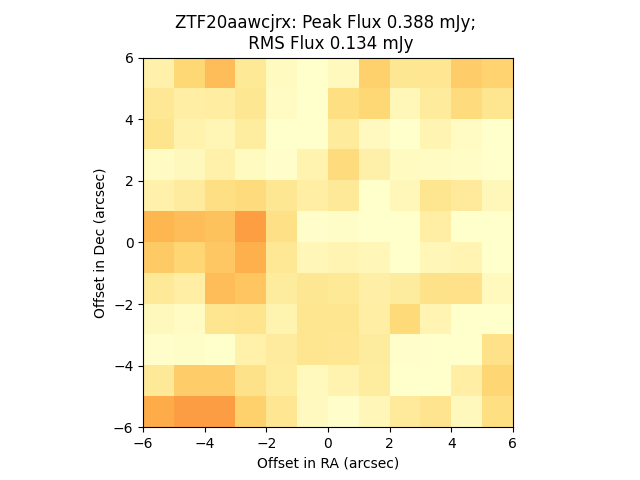 ZTF20aawcjrx: Peak Flux 0.388 mJy;
RMS Flux 0.134 mJy
6
4
2
0
−2
−4
−6
Offset in Dec (arcsec)
−6 −4 −2 0 2 4 6
Offset in RA (arcsec)